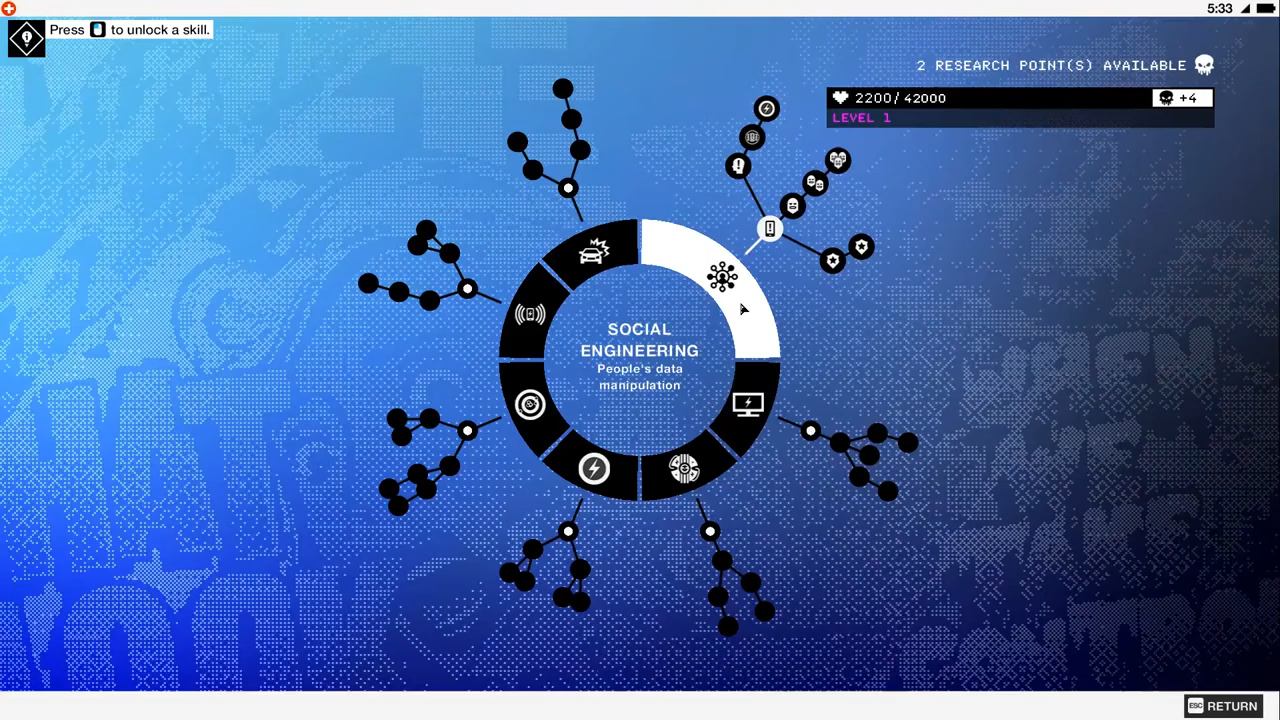 5:33
Press to unlock a skill.
2 RESEARCH POINT(S) AVAILABLE
2200/42000
+4
LEVEL 1
SOCIAL
ENGINEERING
People's data
manipulation
ESC RETURN